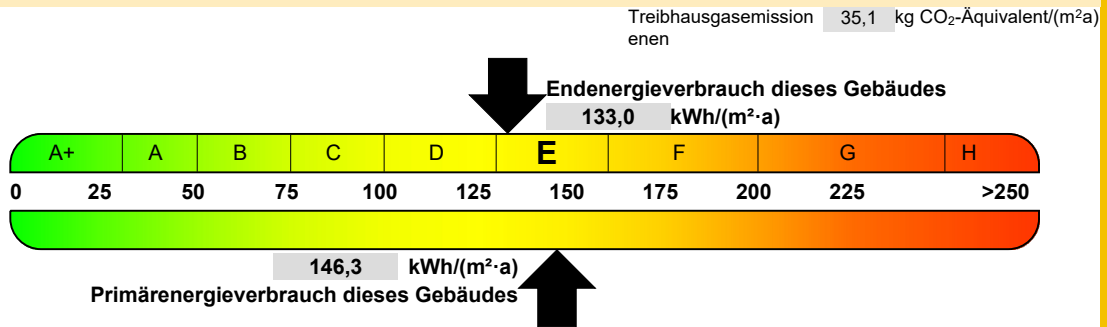 Treibhausgasemission 35,1 kg CO₂-Äquivalent/(m²a)
enen
Endenergieverbrauch dieses Gebäudes
133,0 kWh/(m²·a)
A+ A B C D E F G H
0 25 50 75 100 125 150 175 200 225 >250
146,3 kWh/(m²·a)
Primärenergieverbrauch dieses Gebäudes